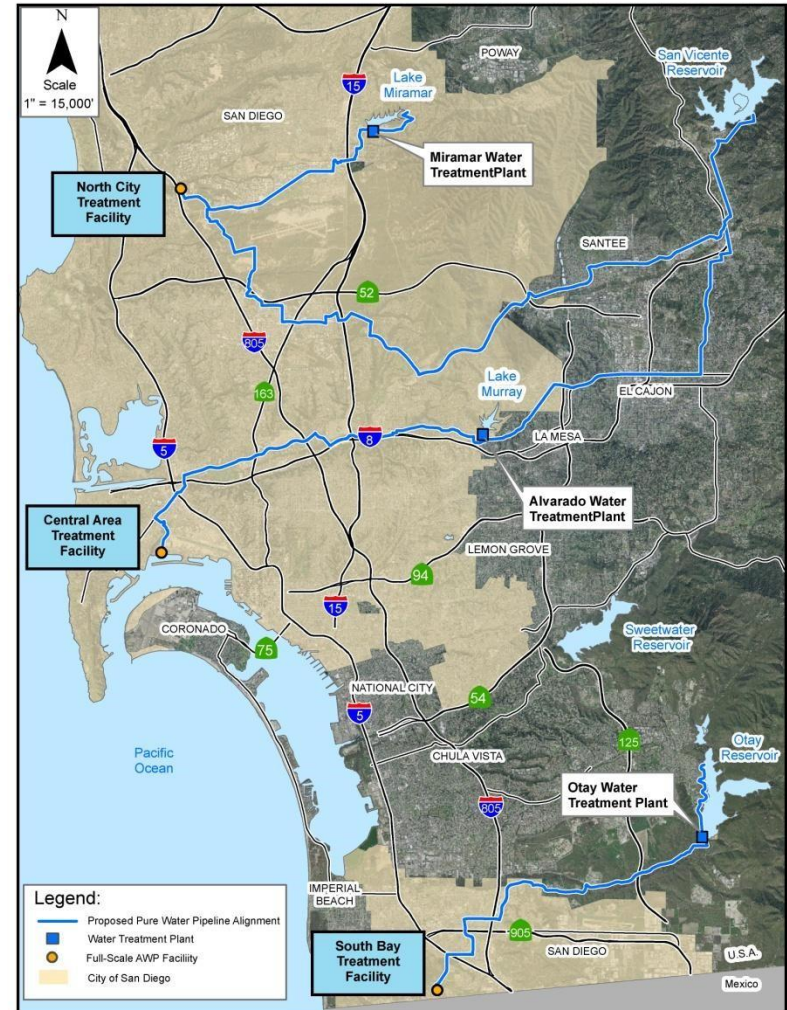 N
Scale
1" = 15,000'
POWAY
San Vicente
Reservoir
15
Lake
Miramar
SAN DIEGO
Miramar Water
TreatmentPlant
North City
Treatment
Facility
SANTEE
52
805
163
Lake
Murray
EL CAJON
5
8
LA MESA
Central Area
Treatment
Facility
Alvarado Water
TreatmentPlant
LEMON GROVE
94
15
CORONADO
75
Sweetwater
Reservoir
NATIONAL CITY
54
5
125
Pacific
Ocean
CHULA VISTA
Otay
Reservoir
Otay Water
Treatment Plant
805
IMPERIAL
BEACH
Legend:
Proposed Pure Water Pipeline Alignment
Water Treatment Plant
Full-Scale AWP Faciliity
City of San Diego
South Bay
Treatment
Facility
905
SAN DIEGO
U.S.A.
Mexico